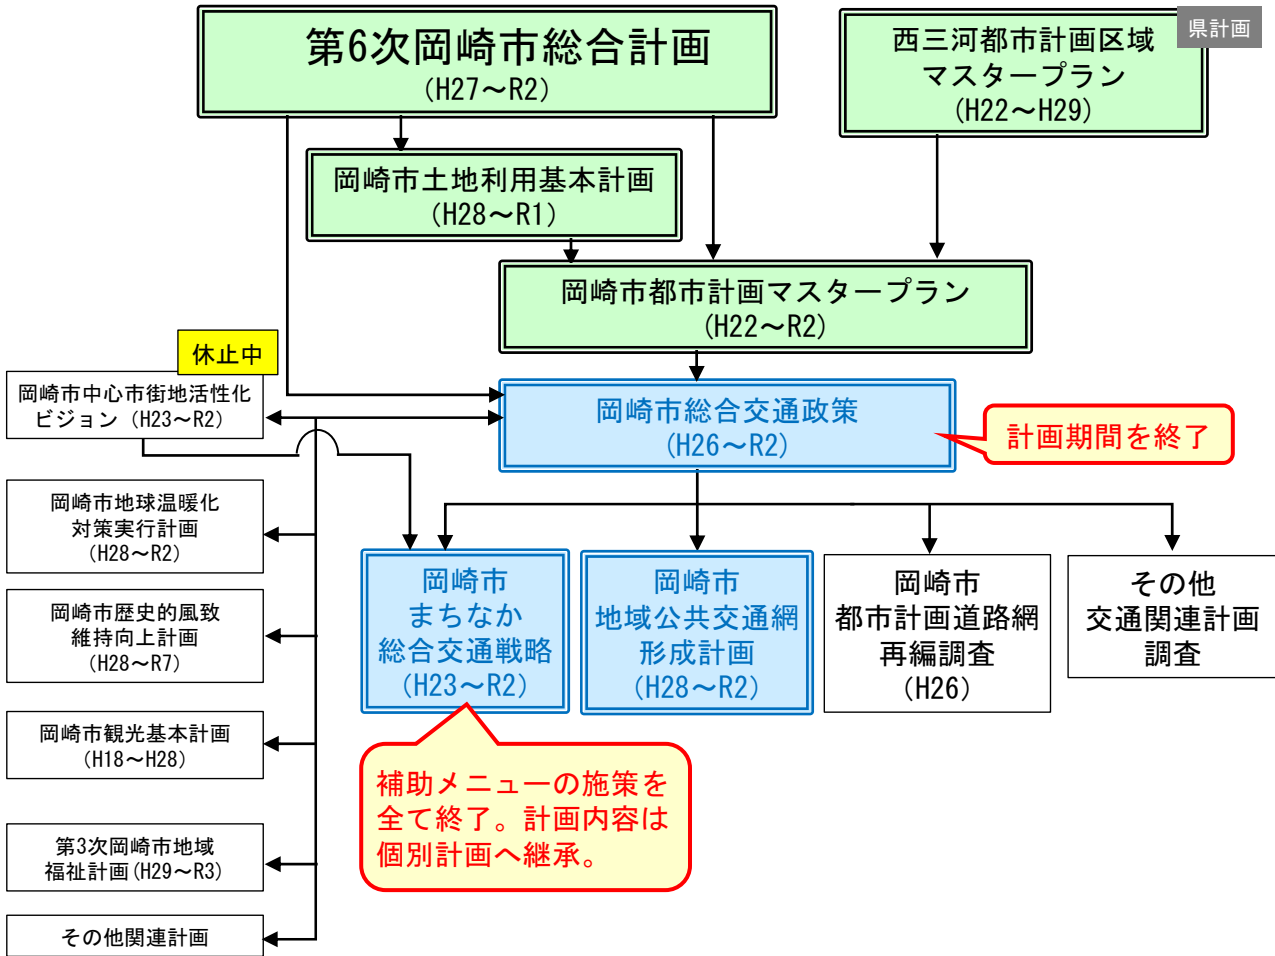 第6次岡崎市総合計画
(H27～R2)
県計画
西三河都市計画区域
マスタープラン
(H22～H29)
岡崎市土地利用基本計画
(H28～R1)
岡崎市都市計画マスタープラン
(H22～R2)
休止中
岡崎市中心市街地活性化
ビジョン（H23～R2）
岡崎市総合交通政策
(H26～R2)
計画期間を終了
岡崎市地球温暖化
対策実行計画
(H28～R2)
岡崎市歴史的風致
維持向上計画
(H28～R7)
岡崎市観光基本計画
(H18～H28)
第3次岡崎市地域
福祉計画(H29～R3)
その他関連計画
岡崎市
まちなか
総合交通戦略
(H23～R2)
岡崎市
地域公共交通網
形成計画
(H28～R2)
岡崎市
都市計画道路網
再編調査
(H26)
その他
交通関連計画
調査
補助メニューの施策を
全て終了。計画内容は
個別計画へ継承。